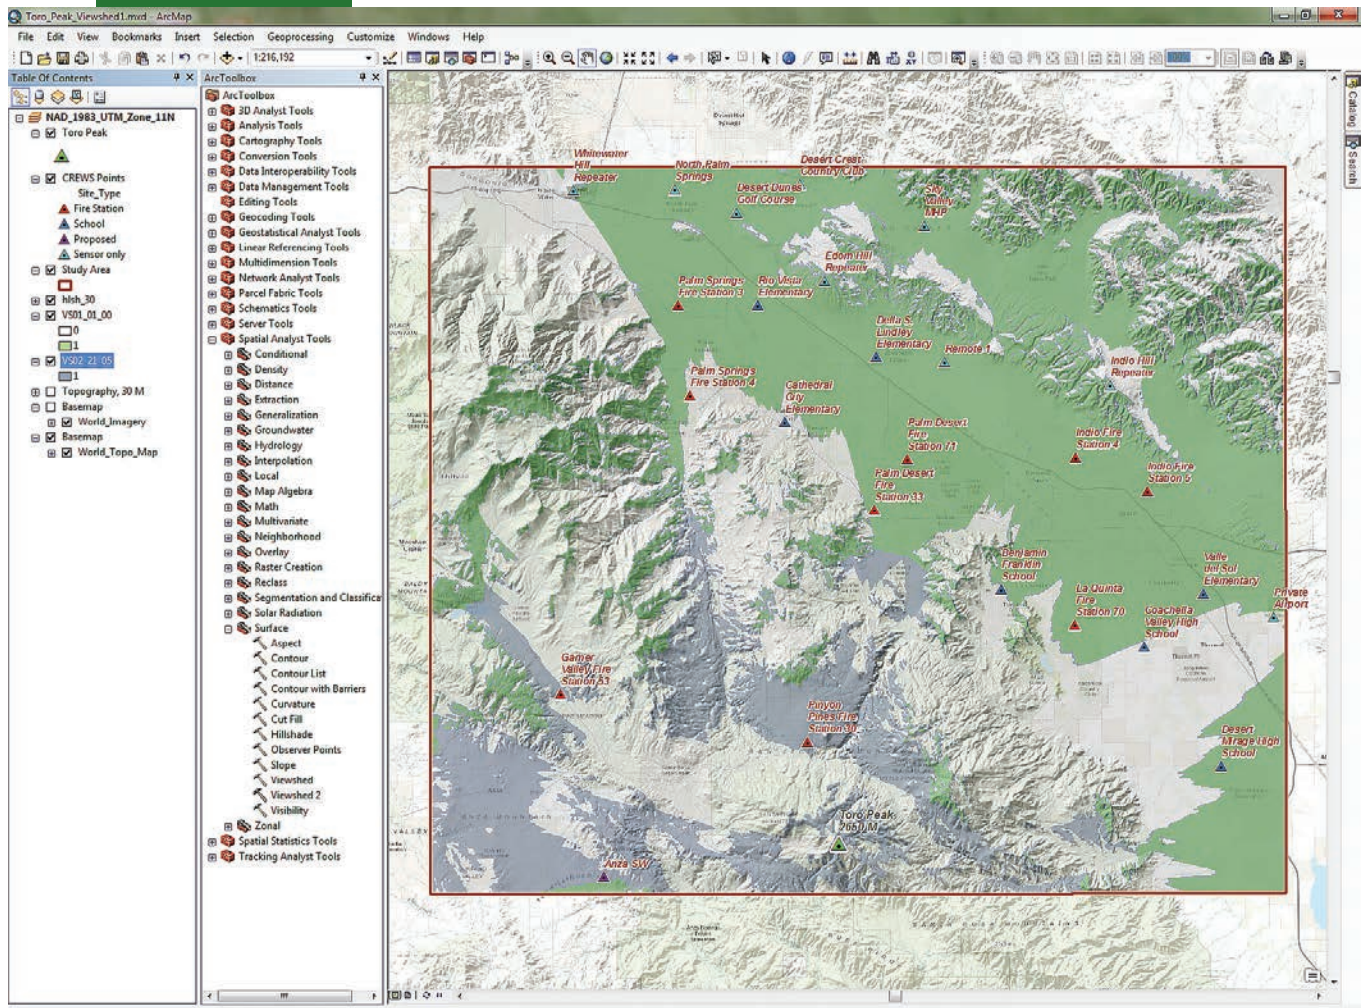 Toro_Peak_Viewshed1.mxd - ArcMap
File Edit View Bookmarks Insert Selection Geoprocessing Customize Windows Help
1:216,192
100%
Table Of Contents
NAD_1983_UTM_Zone_11N
Toro Peak
CREWS Points
Site_Type
Fire Station
School
Proposed
Sensor only
Study Area
hlsh_30
VS01_01_00
0
1
VS02_21_05
1
Topography, 30 M
Basemap
World_Imagery
Basemap
World_Topo_Map
ArcToolbox
ArcToolbox
3D Analyst Tools
Analysis Tools
Cartography Tools
Conversion Tools
Data Interoperability Tools
Data Management Tools
Editing Tools
Geocoding Tools
Geostatistical Analyst Tools
Linear Referencing Tools
Multidimension Tools
Network Analyst Tools
Parcel Fabric Tools
Schematics Tools
Server Tools
Spatial Analyst Tools
Conditional
Density
Distance
Extraction
Generalization
Groundwater
Hydrology
Interpolation
Local
Map Algebra
Math
Multivariate
Neighborhood
Overlay
Raster Creation
Reclass
Segmentation and Classifica
Solar Radiation
Surface
Aspect
Contour
Contour List
Contour with Barriers
Curvature
Cut Fill
Hillshade
Observer Points
Slope
Viewshed
Viewshed 2
Visibility
Zonal
Spatial Statistics Tools
Tracking Analyst Tools
Whitewater
Hill
Repeater
North Palm
Springs
Desert Crest
Country Club
Desert Dunes
Golf Course
Sky
Valley
MHP
Edom Hill
Repeater
Palm Springs
Fire Station 3
Rio Vista
Elementary
Della S.
Lindley
Elementary
Remote 1
Indio Hill
Repeater
Palm Springs
Fire Station 4
Cathedral
City
Elementary
Palm Desert
Fire
Station 71
Indio Fire
Station 4
Palm Desert
Fire
Station 33
Indio Fire
Station 5
Benjamin
Franklin
School
La Quinta
Fire
Station 70
Valle
del Sol
Elementary
Private
Airport
Coachella
Valley High
School
Thermal
Garner
Valley Fire
Station 53
Pinyon
Pines Fire
Station 30
Desert
Mirage High
School
Toro Peak
2650 M
Anza SW
Catalog
Search